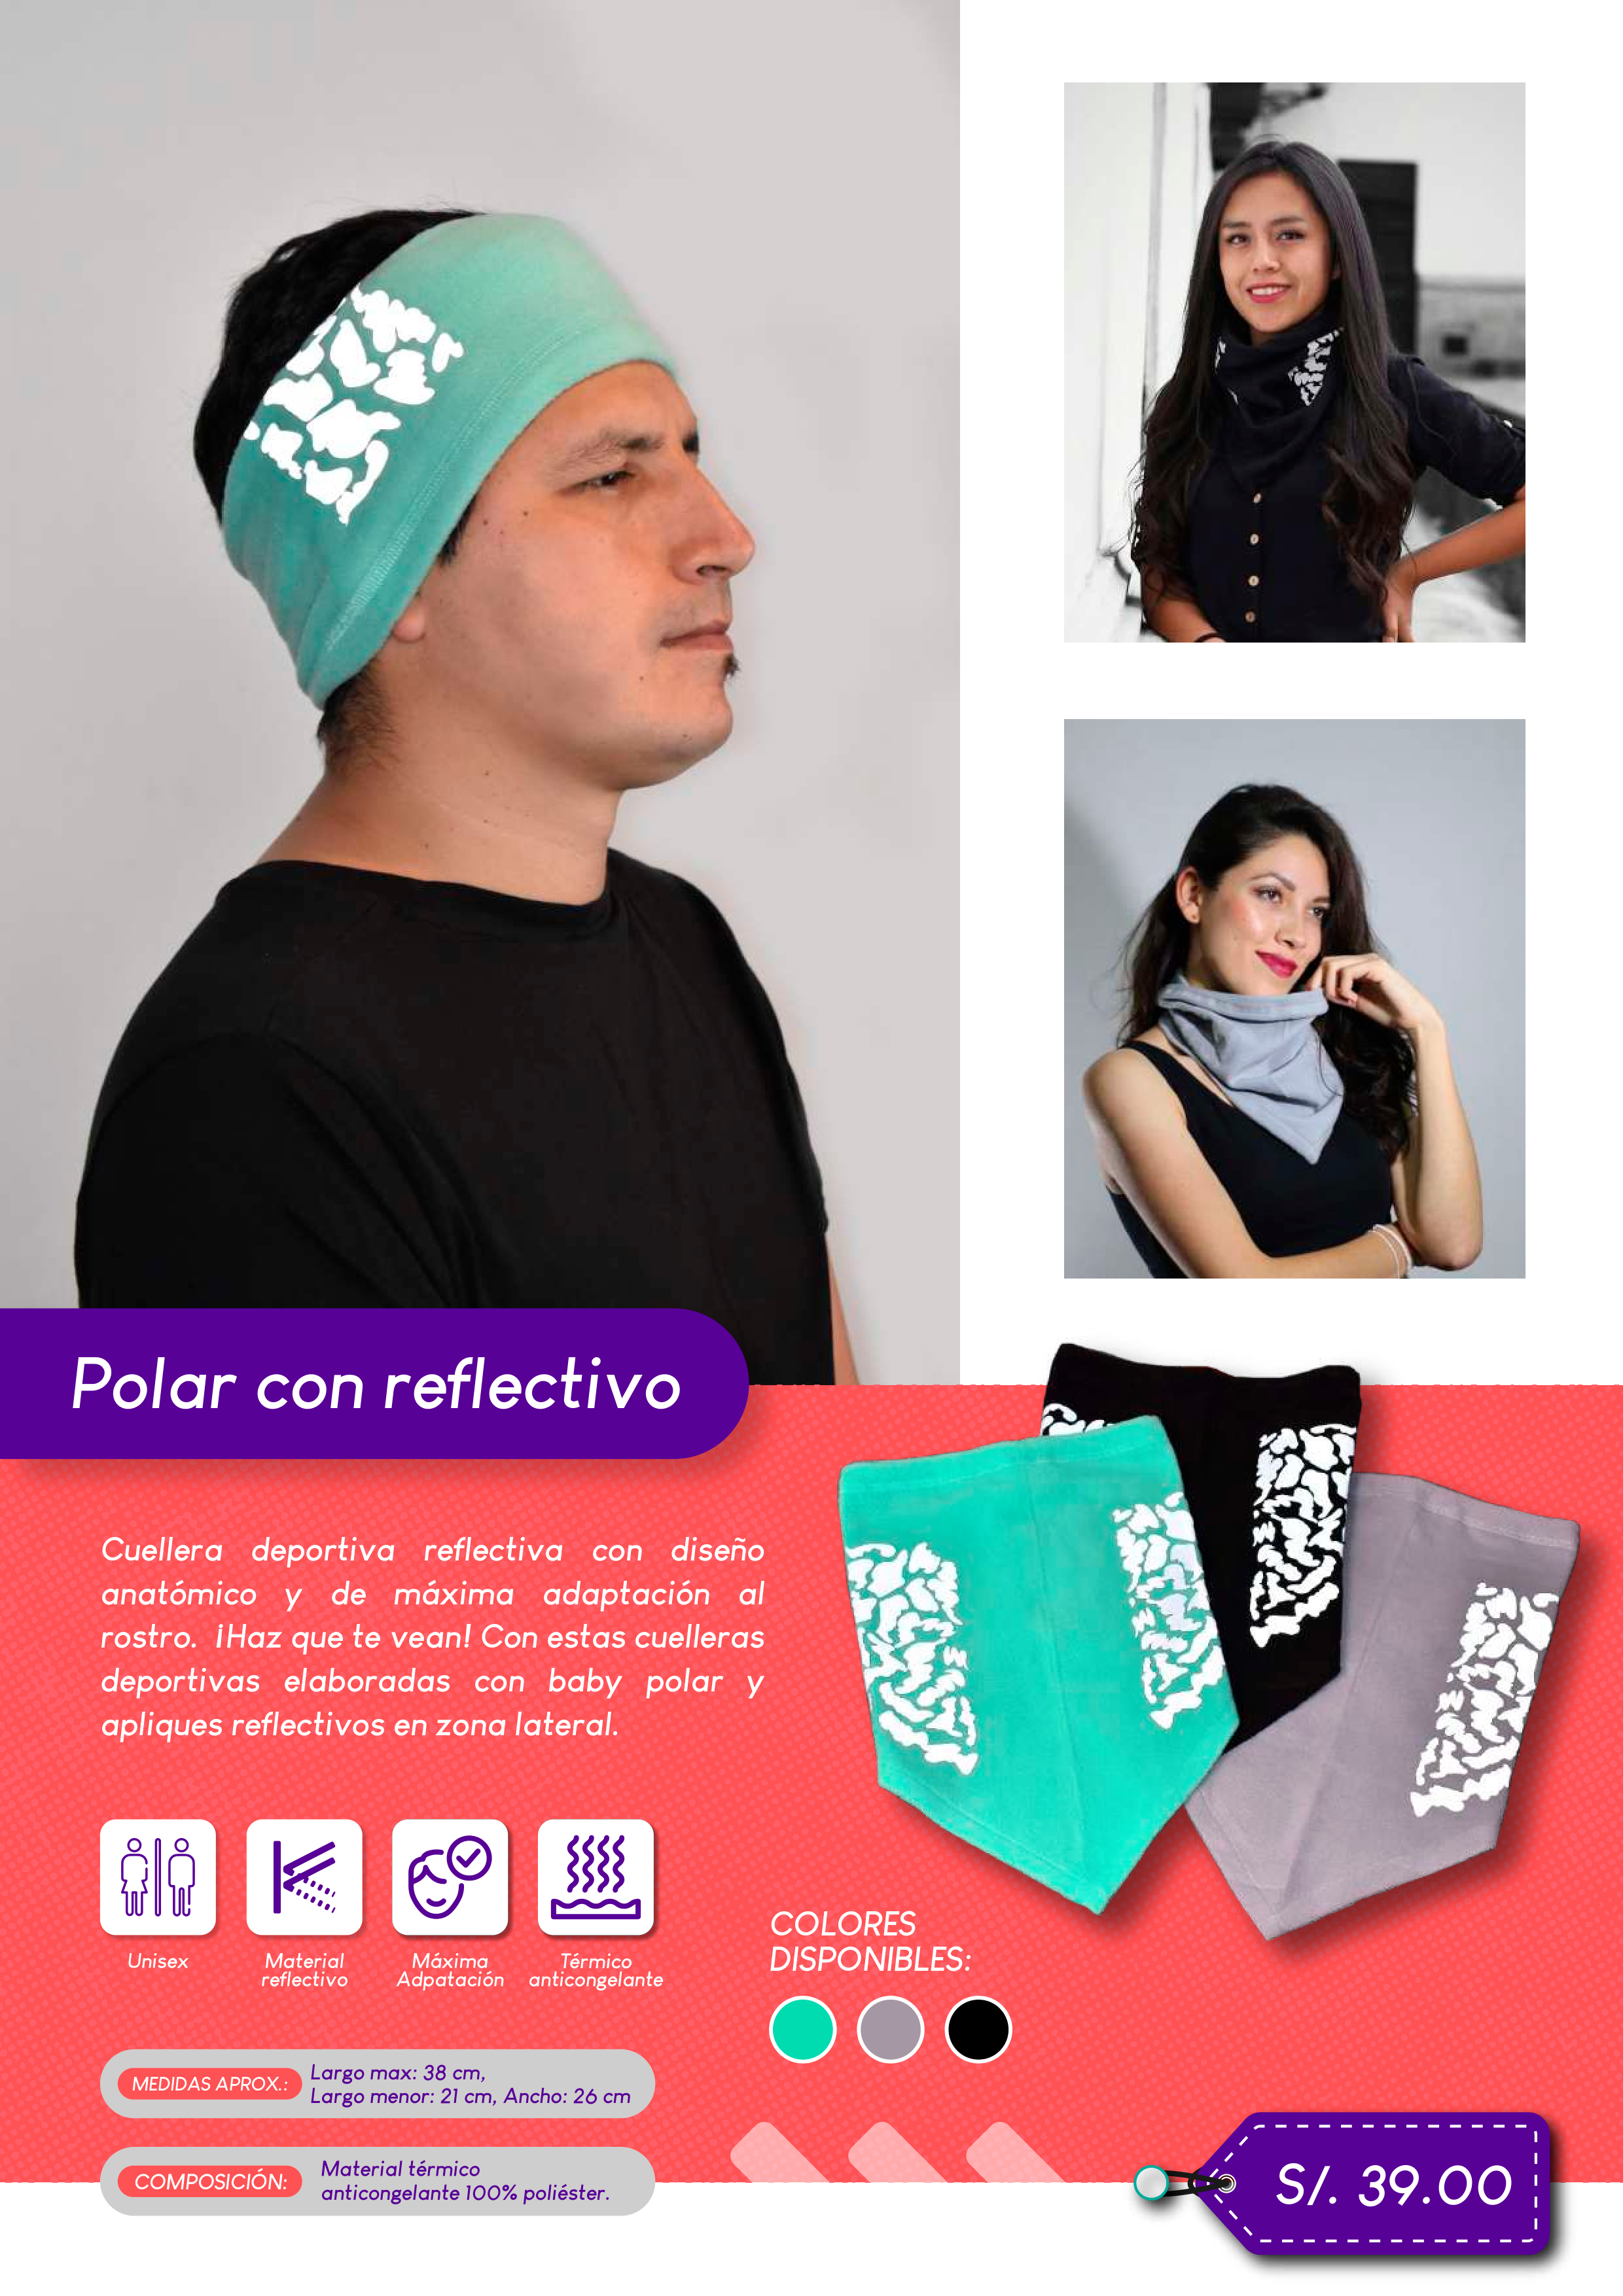 Polar con reflectivo
Cuellera deportiva reflectiva con diseño
anatómico y de máxima adaptación al
rostro. ¡Haz que te vean! Con estas cuelleras
deportivas elaboradas con baby polar y
apliques reflectivos en zona lateral.
Unisex
Material
reflectivo
Máxima
Adpatación
Térmico
anticongelante
COLORES
DISPONIBLES:
MEDIDAS APROX.:
Largo max: 38 cm,
Largo menor: 21 cm, Ancho: 26 cm
COMPOSICIÓN:
Material térmico
anticongelante 100% poliéster.
S/. 39.00